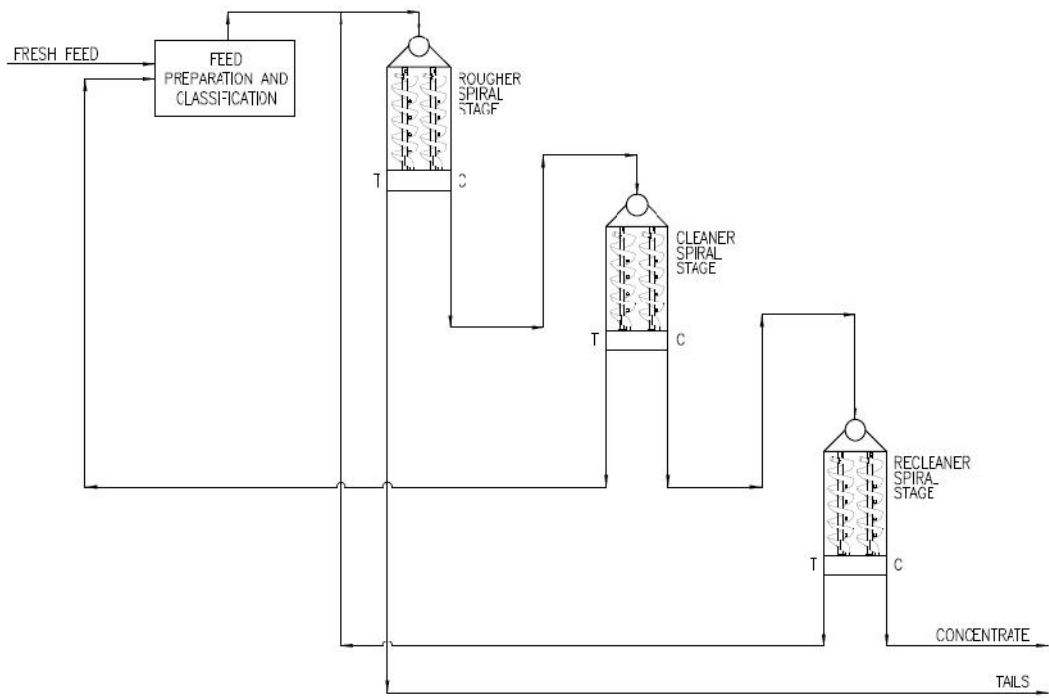 FRESH FEED
FEED
PREPARATION AND
CLASSIFICATION
ROUGHER
SPIRAL
STAGE
T
C
CLEANER
SPIRAL
STAGE
T
C
RECLEANER
SPIRAL
STAGE
T
C
CONCENTRATE
TAILS